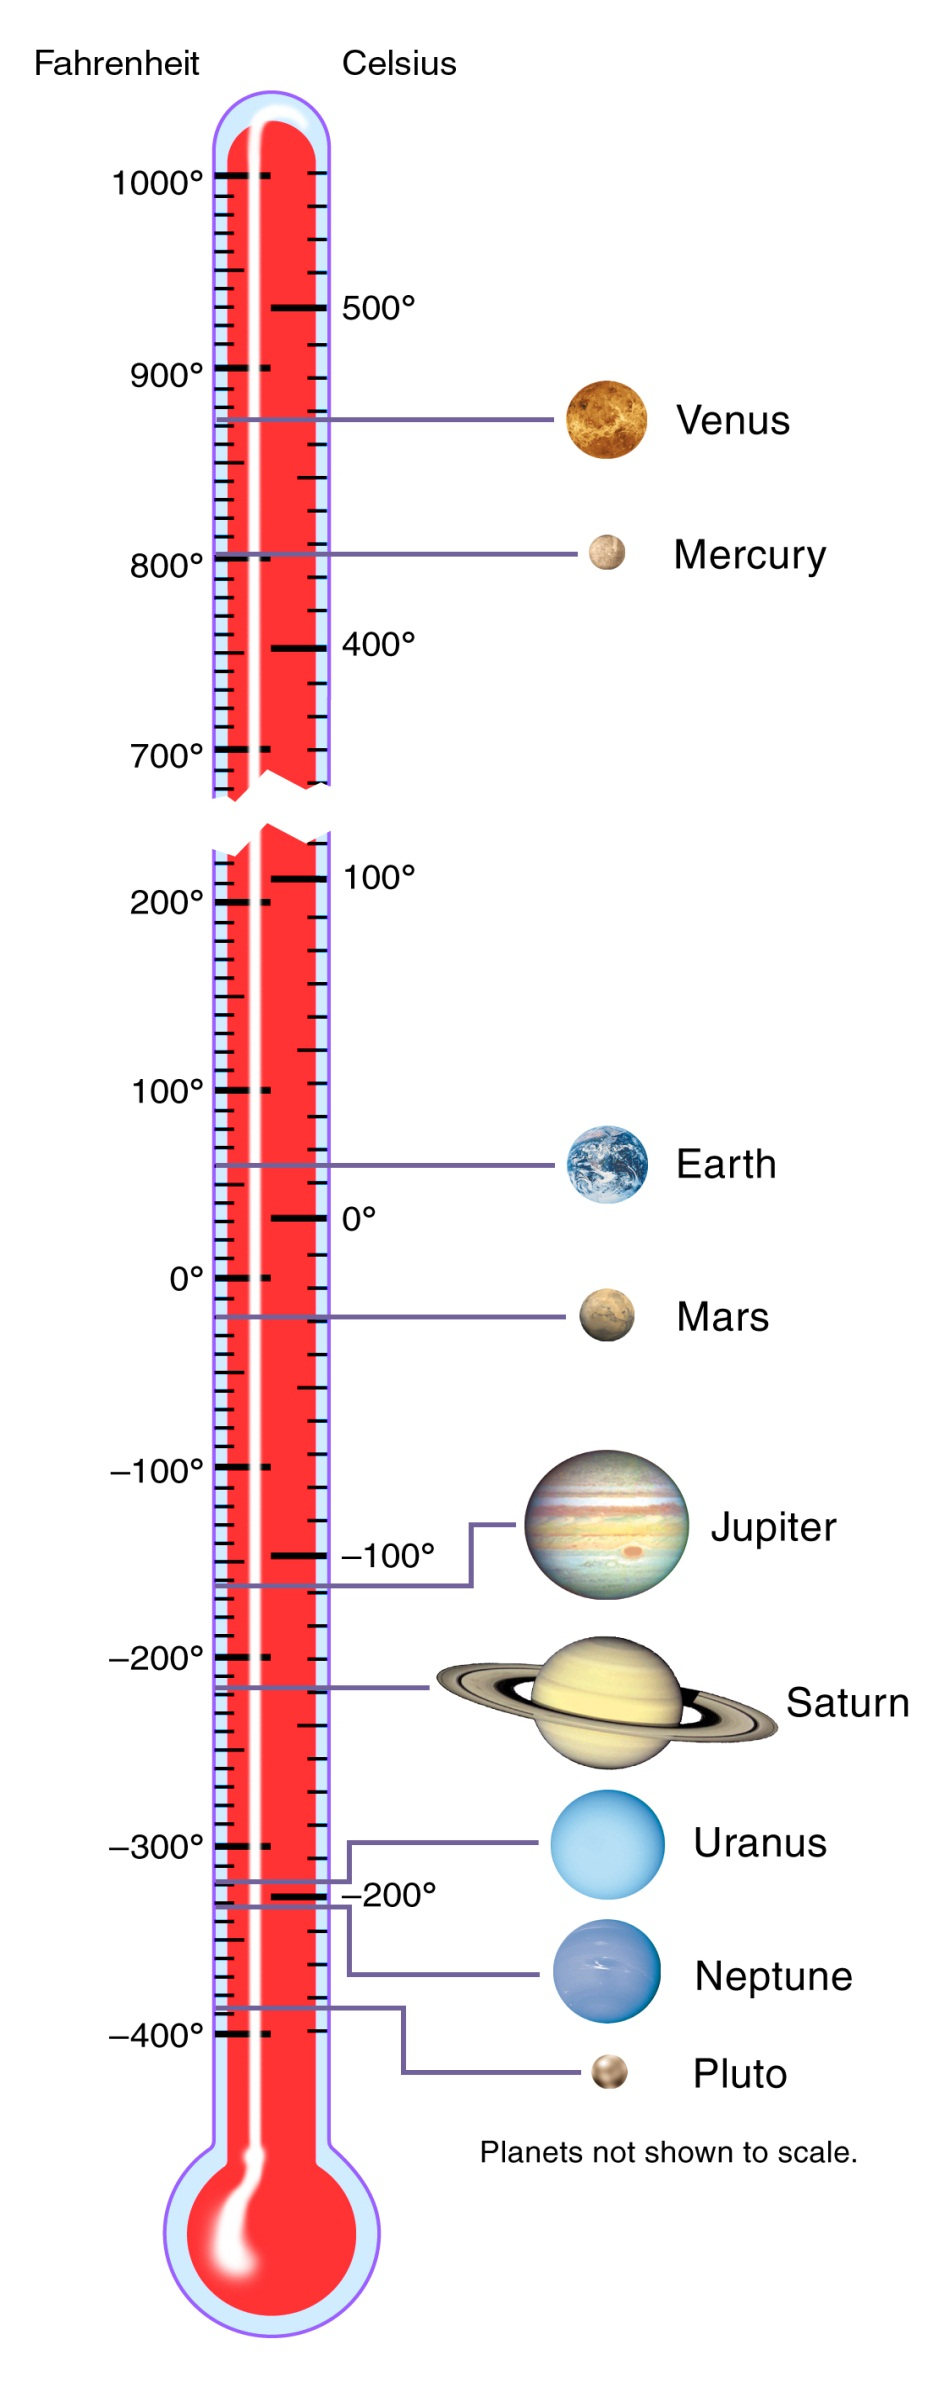 Fahrenheit Celsius
1000°
500°
900°
Venus
Mercury
800°
400°
700°
100°
200°
100°
Earth
0°
0°
Mars
–100°
Jupiter
–100°
–200°
Saturn
Uranus
–300°
–200°
Neptune
–400°
Pluto
Planets not shown to scale.